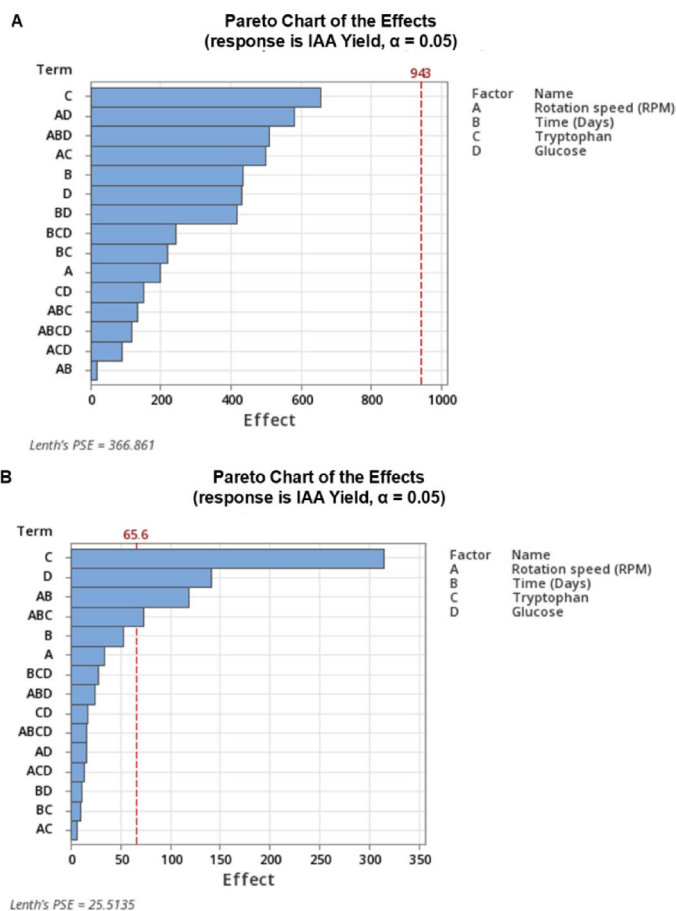 A
Pareto Chart of the Effects
(response is IAA Yield, α = 0.05)
Term
943
C
AD
ABD
AC
B
D
BD
BCD
BC
A
CD
ABC
ABCD
ACD
AB
0 200 400 600 800 1000
Effect
Factor Name
A Rotation speed (RPM)
B Time (Days)
C Tryptophan
D Glucose
Lenth's PSE = 366.861
B
Pareto Chart of the Effects
(response is IAA Yield, α = 0.05)
Term
65.6
C
D
AB
ABC
B
A
BCD
ABD
CD
ABCD
AD
ACD
BD
BC
AC
0 50 100 150 200 250 300 350
Effect
Factor Name
A Rotation speed (RPM)
B Time (Days)
C Tryptophan
D Glucose
Lenth's PSE = 25.5135